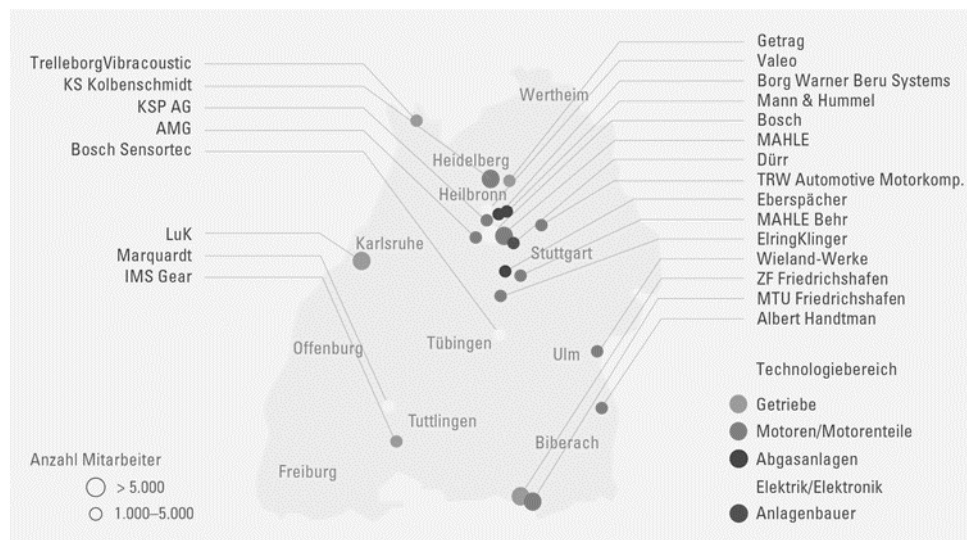 TrelleborgVibracoustic
KS Kolbenschmidt
KSP AG
AMG
Bosch Sensortec
LuK
Marquardt
IMS Gear
Getrag
Valeo
Borg Warner Beru Systems
Mann & Hummel
Bosch
MAHLE
Dürr
TRW Automotive Motorkomp.
Eberspächer
MAHLE Behr
ElringKlinger
Wieland-Werke
ZF Friedrichshafen
MTU Friedrichshafen
Albert Handtman
Wertheim
Heidelberg
Heilbronn
Karlsruhe
Stuttgart
Offenburg
Tübingen
Ulm
Tuttlingen
Biberach
Freiburg
Anzahl Mitarbeiter
> 5.000
1.000–5.000
Technologiebereich
Getriebe
Motoren/Motorenteile
Abgasanlagen
Elektrik/Elektronik
Anlagenbauer